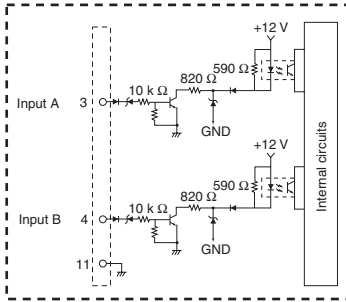 +12 V
820 Ω 590 Ω
10 k Ω
Input A 3
GND
+12 V
820 Ω
10 k Ω 590 Ω
Input B 4
GND
11
Internal circuits